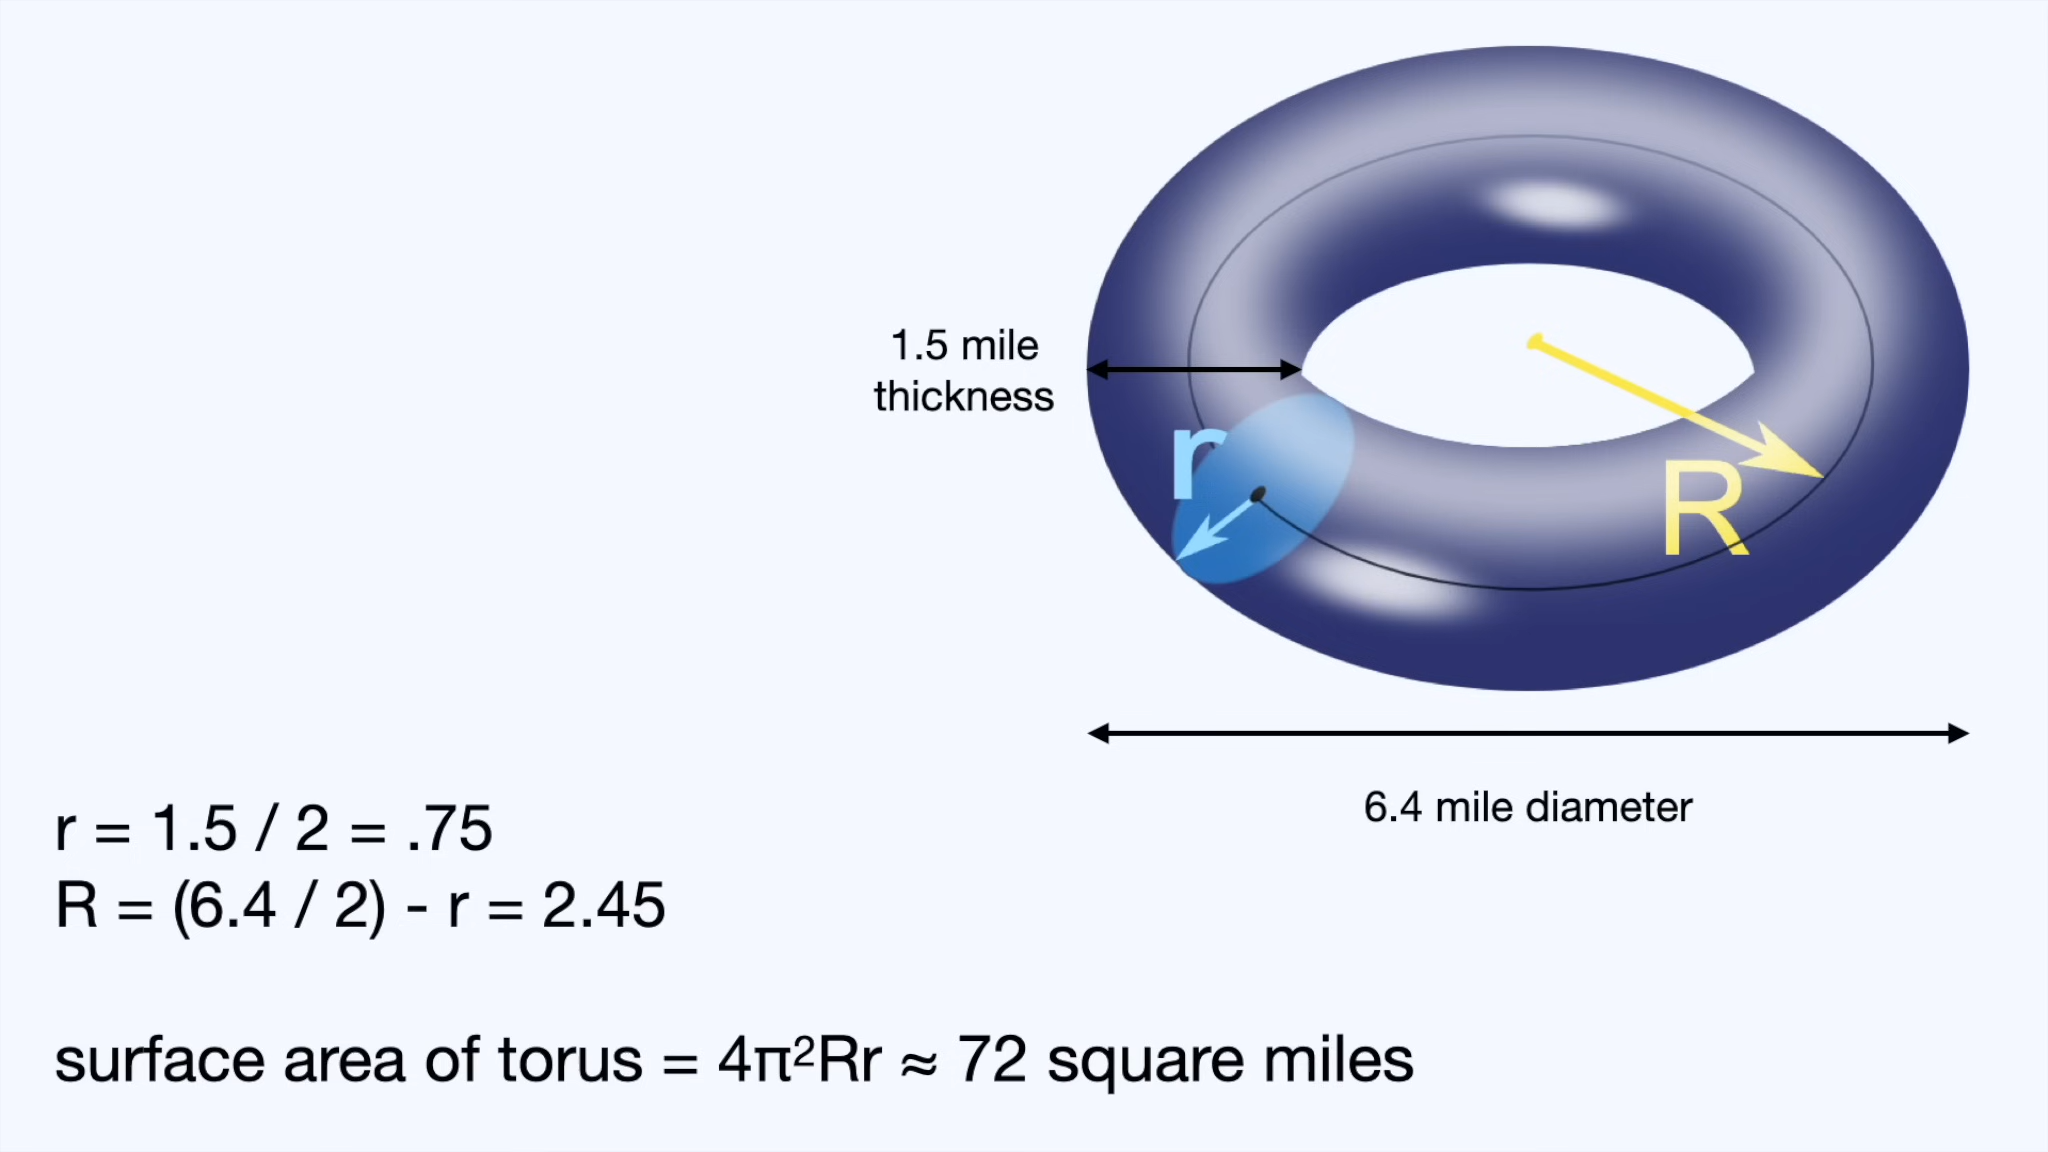 1.5 mile
thickness
r
R
6.4 mile diameter
r = 1.5 / 2 = .75
R = (6.4 / 2) - r = 2.45
surface area of torus = 4π²Rr ≈ 72 square miles